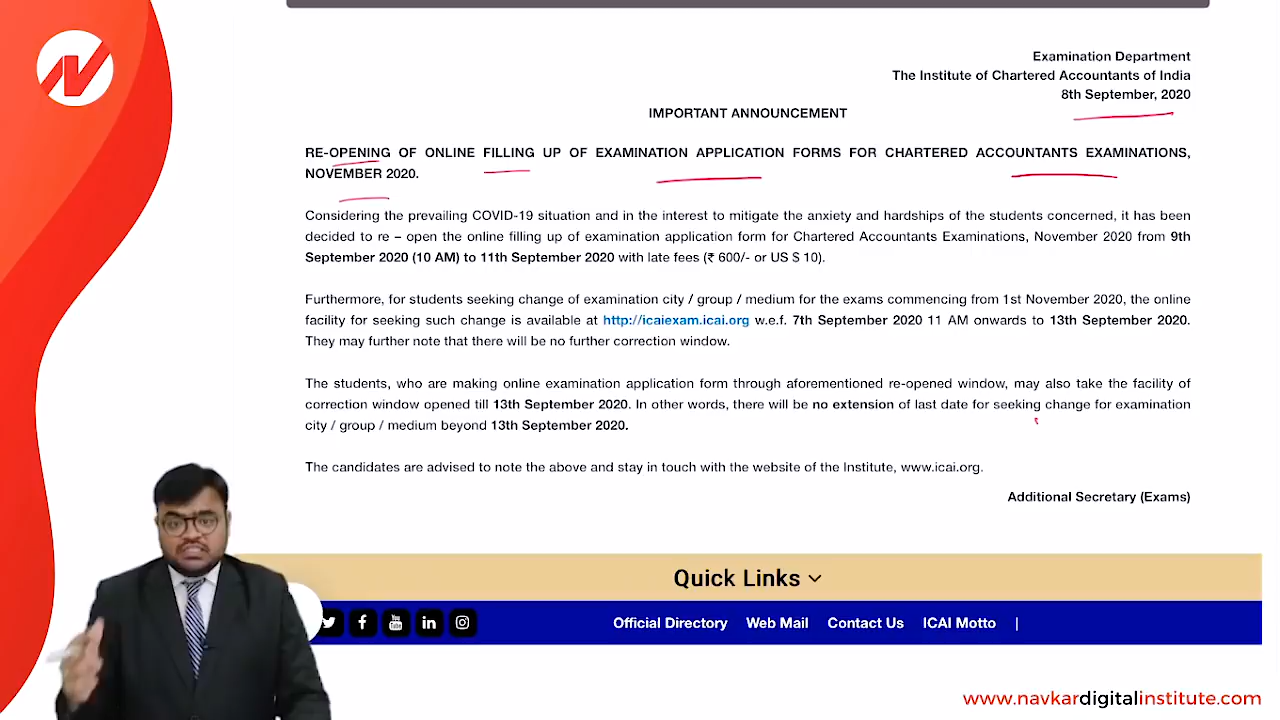 Examination Department
The Institute of Chartered Accountants of India
8th September, 2020
IMPORTANT ANNOUNCEMENT
RE-OPENING OF ONLINE FILLING UP OF EXAMINATION APPLICATION FORMS FOR CHARTERED ACCOUNTANTS EXAMINATIONS,
NOVEMBER 2020.
Considering the prevailing COVID-19 situation and in the interest to mitigate the anxiety and hardships of the students concerned, it has been
decided to re – open the online filling up of examination application form for Chartered Accountants Examinations, November 2020 from 9th
September 2020 (10 AM) to 11th September 2020 with late fees (₹ 600/- or US $ 10).
Furthermore, for students seeking change of examination city / group / medium for the exams commencing from 1st November 2020, the online
facility for seeking such change is available at http://icaiexam.icai.org w.e.f. 7th September 2020 11 AM onwards to 13th September 2020.
They may further note that there will be no further correction window.
The students, who are making online examination application form through aforementioned re-opened window, may also take the facility of
correction window opened till 13th September 2020. In other words, there will be no extension of last date for seeking change for examination
city / group / medium beyond 13th September 2020.
The candidates are advised to note the above and stay in touch with the website of the Institute, www.icai.org.
Additional Secretary (Exams)
Quick Links
You Tube
Official Directory Web Mail Contact Us ICAI Motto |
www.navkardigitalinstitute.com